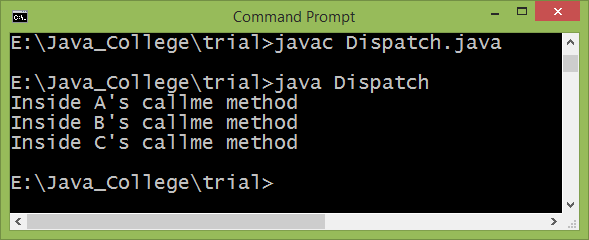 Command Prompt
E:\Java_College\trial>javac Dispatch.java
E:\Java_College\trial>java Dispatch
Inside A's callme method
Inside B's callme method
Inside C's callme method
E:\Java_College\trial>